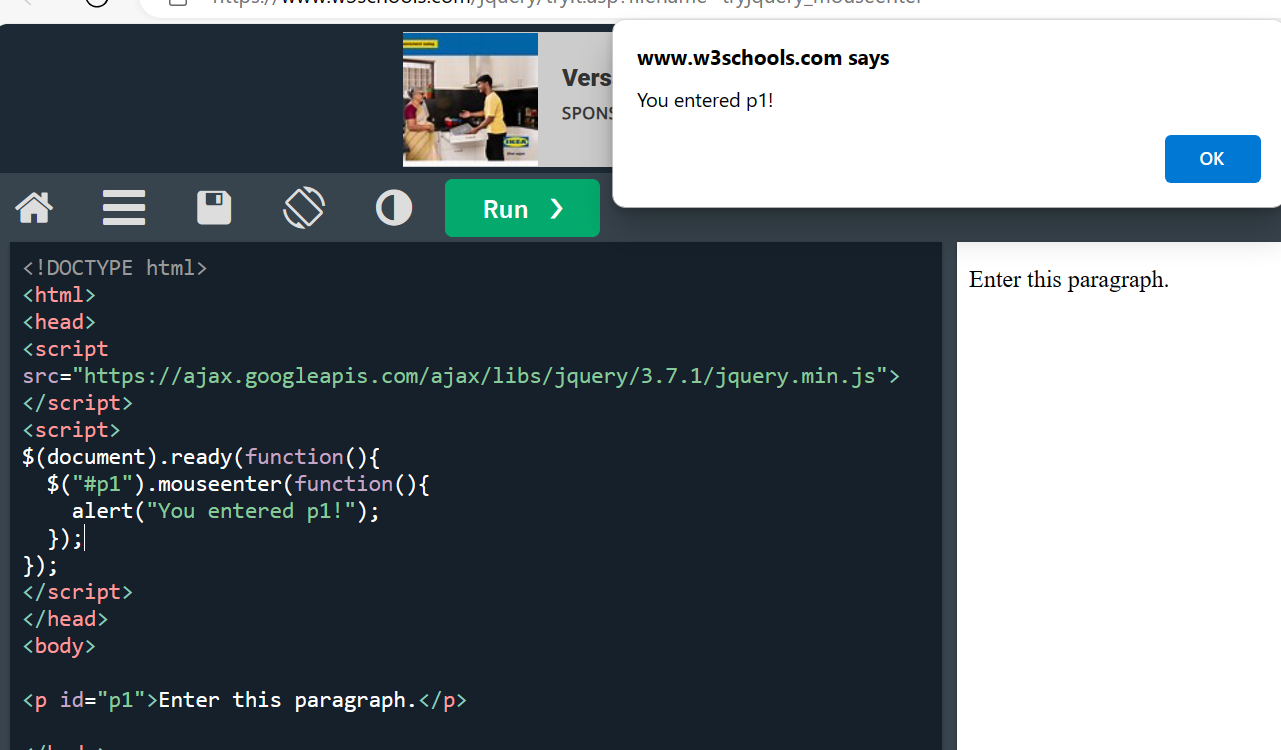 www.w3schools.com says
You entered p1!
OK
Vers
SPONS
IKEA
Run ❯
<!DOCTYPE html>
<html>
<head>
<script
src="https://ajax.googleapis.com/ajax/libs/jquery/3.7.1/jquery.min.js">
</script>
<script>
$(document).ready(function(){
  $("#p1").mouseenter(function(){
    alert("You entered p1!");
  });
});
</script>
</head>
<body>
<p id="p1">Enter this paragraph.</p>
Enter this paragraph.